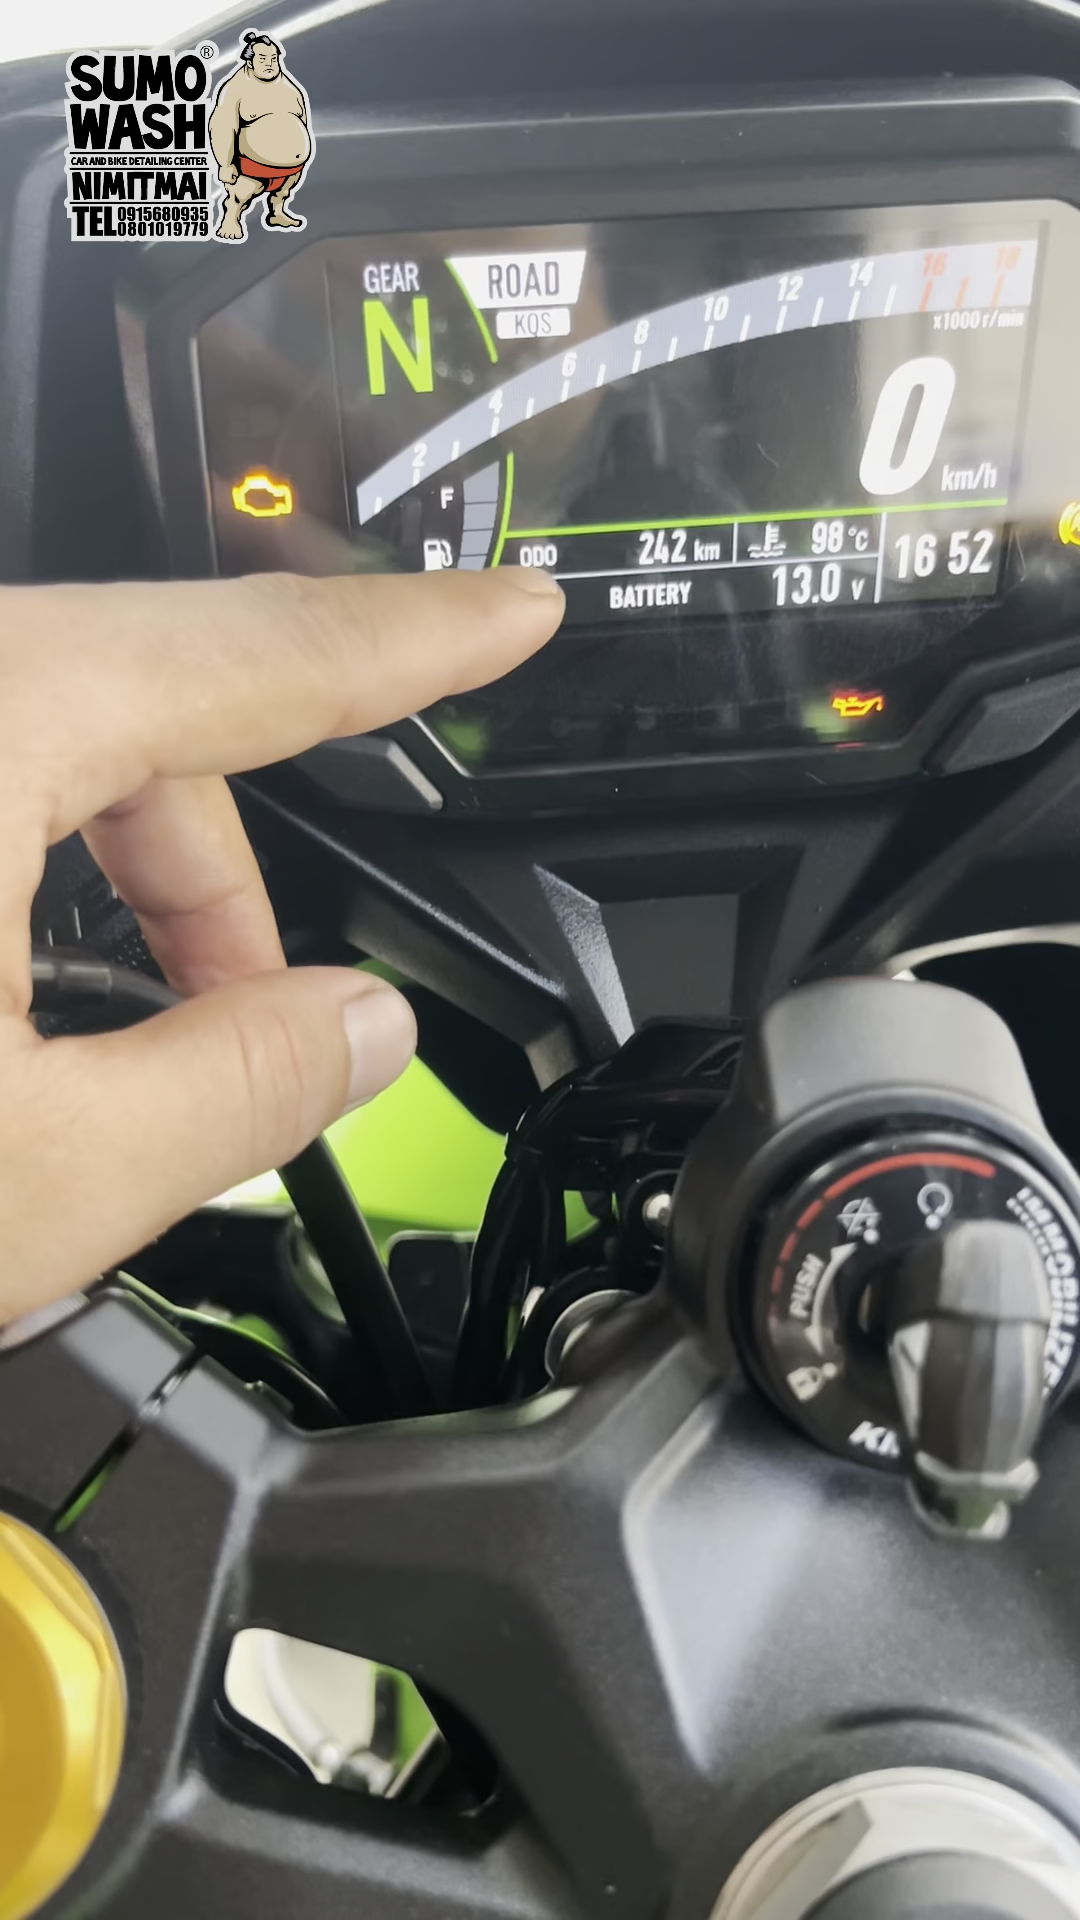 SUMO®
WASH
CAR AND BIKE DETAILING CENTER
NIMITMAI
TEL 0915680935
0801019779
GEAR
N
ROAD
KQS
2 4 6 8 10 12 14 16 18
x1000 r/min
0 km/h
F
ODO 242 km 98 °C
BATTERY 13.0 V
16 52
PUSH